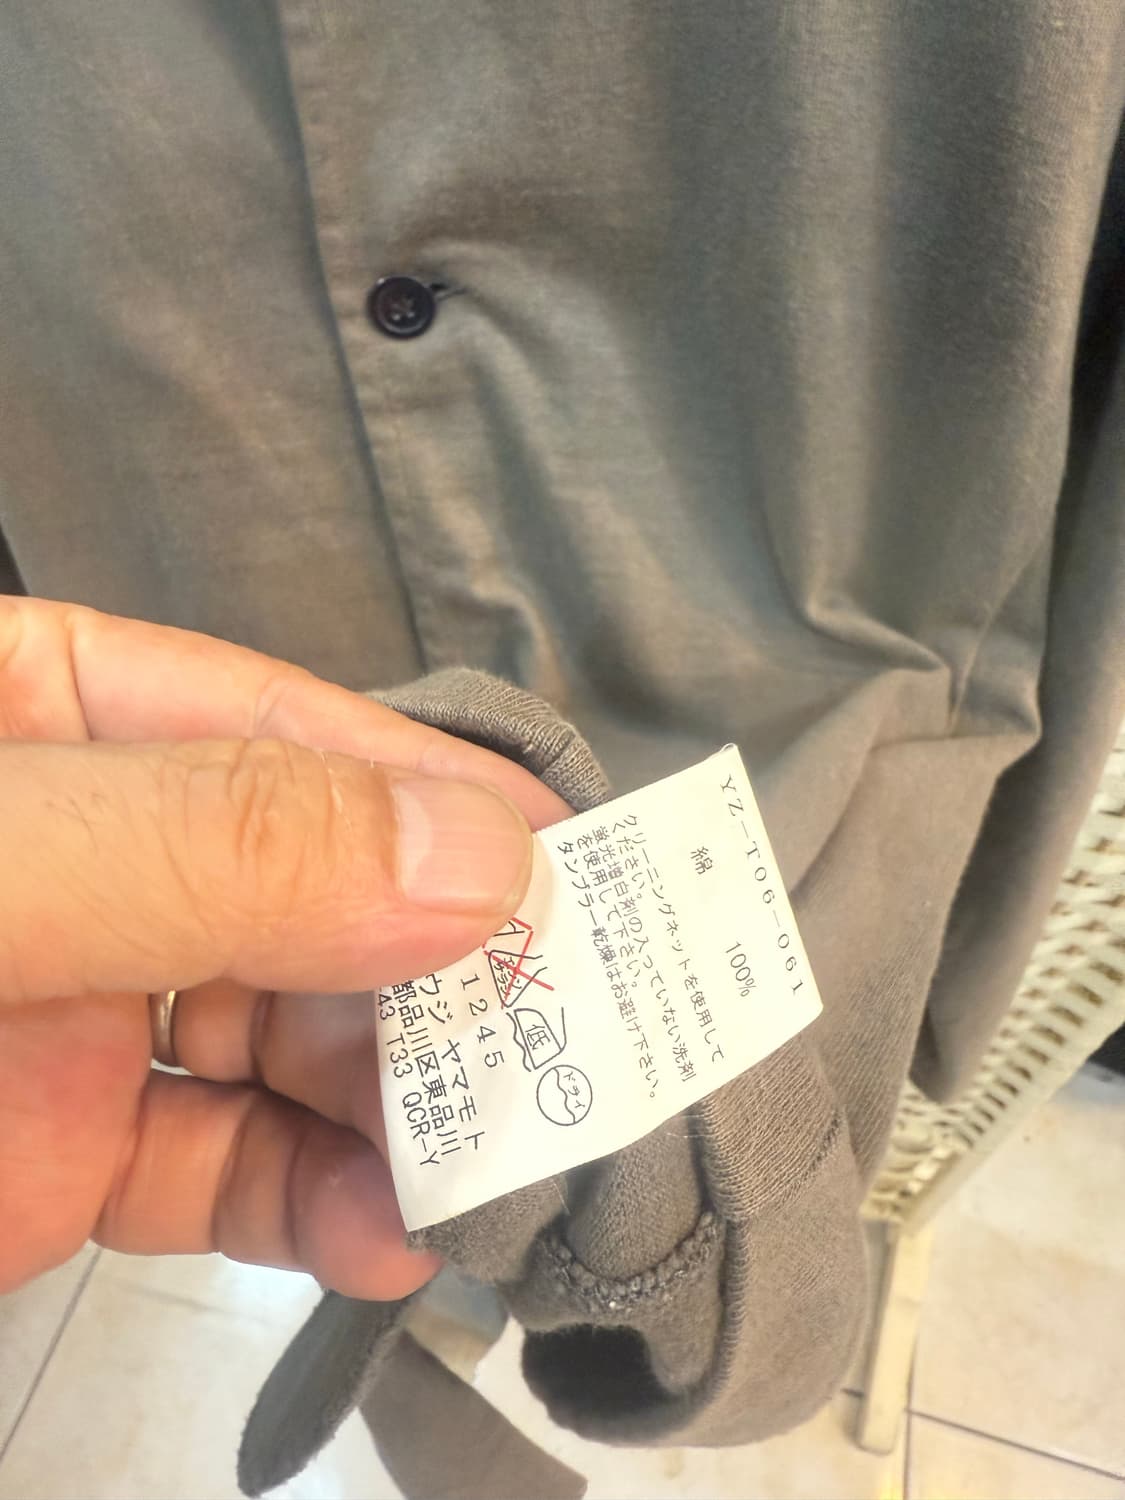 YZ-T06-061
綿 100%
クリーニングネットを使用して
ください。
蛍光増白剤の入っていない洗剤
を使用して下さい。
タンブラー乾燥はお避け下さい。
低
ドライ
1245
ウジ ヤマモト
都品川区東品川
43 T33 QCR-Y